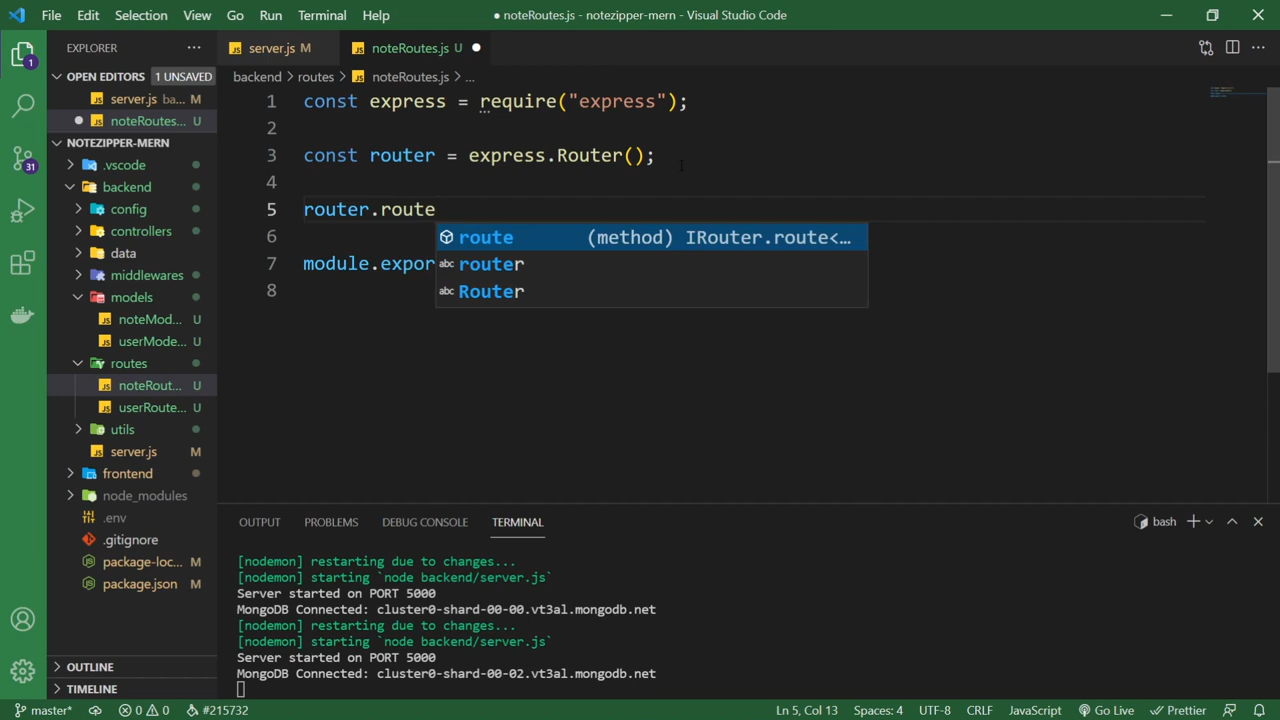 File Edit Selection View Go Run Terminal Help
● noteRoutes.js - notezipper-mern - Visual Studio Code
EXPLORER
server.js M
noteRoutes.js U
OPEN EDITORS 1 UNSAVED
server.js ba... M
noteRoutes... U
NOTEZIPPER-MERN
.vscode
backend
config
controllers
data
middlewares
models
noteMod... U
userMode... U
routes
noteRout... U
userRoute... U
utils
server.js M
frontend
node_modules
.env
.gitignore
package-loc... M
package.json M
OUTLINE
TIMELINE
1
31
backend > routes > noteRoutes.js > ...
1 const express = require("express");
2
3 const router = express.Router();
4
5 router.route
6
7 module.expor
8
route (method) IRouter.route<...
router
Router
OUTPUT PROBLEMS DEBUG CONSOLE TERMINAL
bash
[nodemon] restarting due to changes...
[nodemon] starting `node backend/server.js`
Server started on PORT 5000
MongoDB Connected: cluster0-shard-00-00.vt3al.mongodb.net
[nodemon] restarting due to changes...
[nodemon] starting `node backend/server.js`
Server started on PORT 5000
MongoDB Connected: cluster0-shard-00-02.vt3al.mongodb.net
master* 0 0 #215732
Ln 5, Col 13 Spaces: 4 UTF-8 CRLF JavaScript Go Live Prettier